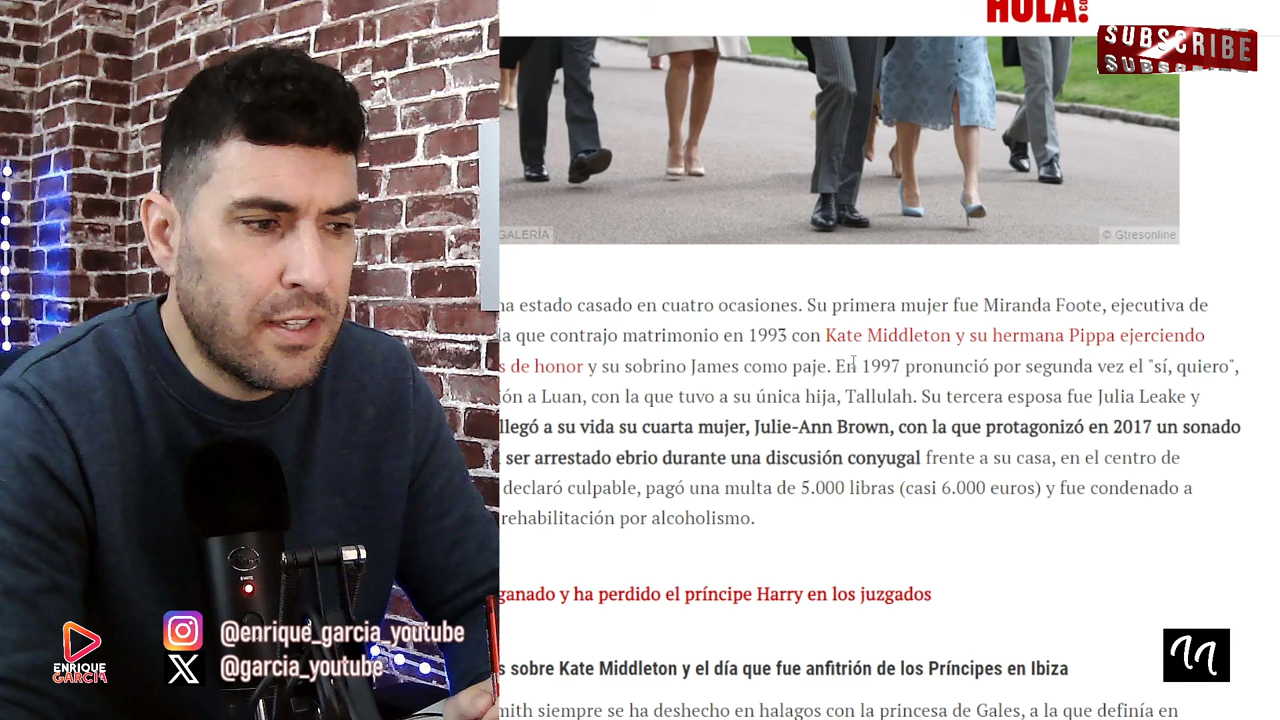 HOLA!
SUBSCRIBE
SUBSCRIBE
GALERÍA
© Gtresonline
ha estado casado en cuatro ocasiones. Su primera mujer fue Miranda Foote, ejecutiva de
la que contrajo matrimonio en 1993 con Kate Middleton y su hermana Pippa ejerciendo
s de honor y su sobrino James como paje. En 1997 pronunció por segunda vez el "sí, quiero",
ón a Luan, con la que tuvo a su única hija, Tallulah. Su tercera esposa fue Julia Leake y
llegó a su vida su cuarta mujer, Julie-Ann Brown, con la que protagonizó en 2017 un sonado
ser arrestado ebrio durante una discusión conyugal frente a su casa, en el centro de
declaró culpable, pagó una multa de 5.000 libras (casi 6.000 euros) y fue condenado a
rehabilitación por alcoholismo.
ganado y ha perdido el príncipe Harry en los juzgados
s sobre Kate Middleton y el día que fue anfitrión de los Príncipes en Ibiza
mith siempre se ha deshecho en halagos con la princesa de Gales, a la que definía en
@enrique_garcia_youtube
@garcia_youtube
ENRIQUE
GARCIA